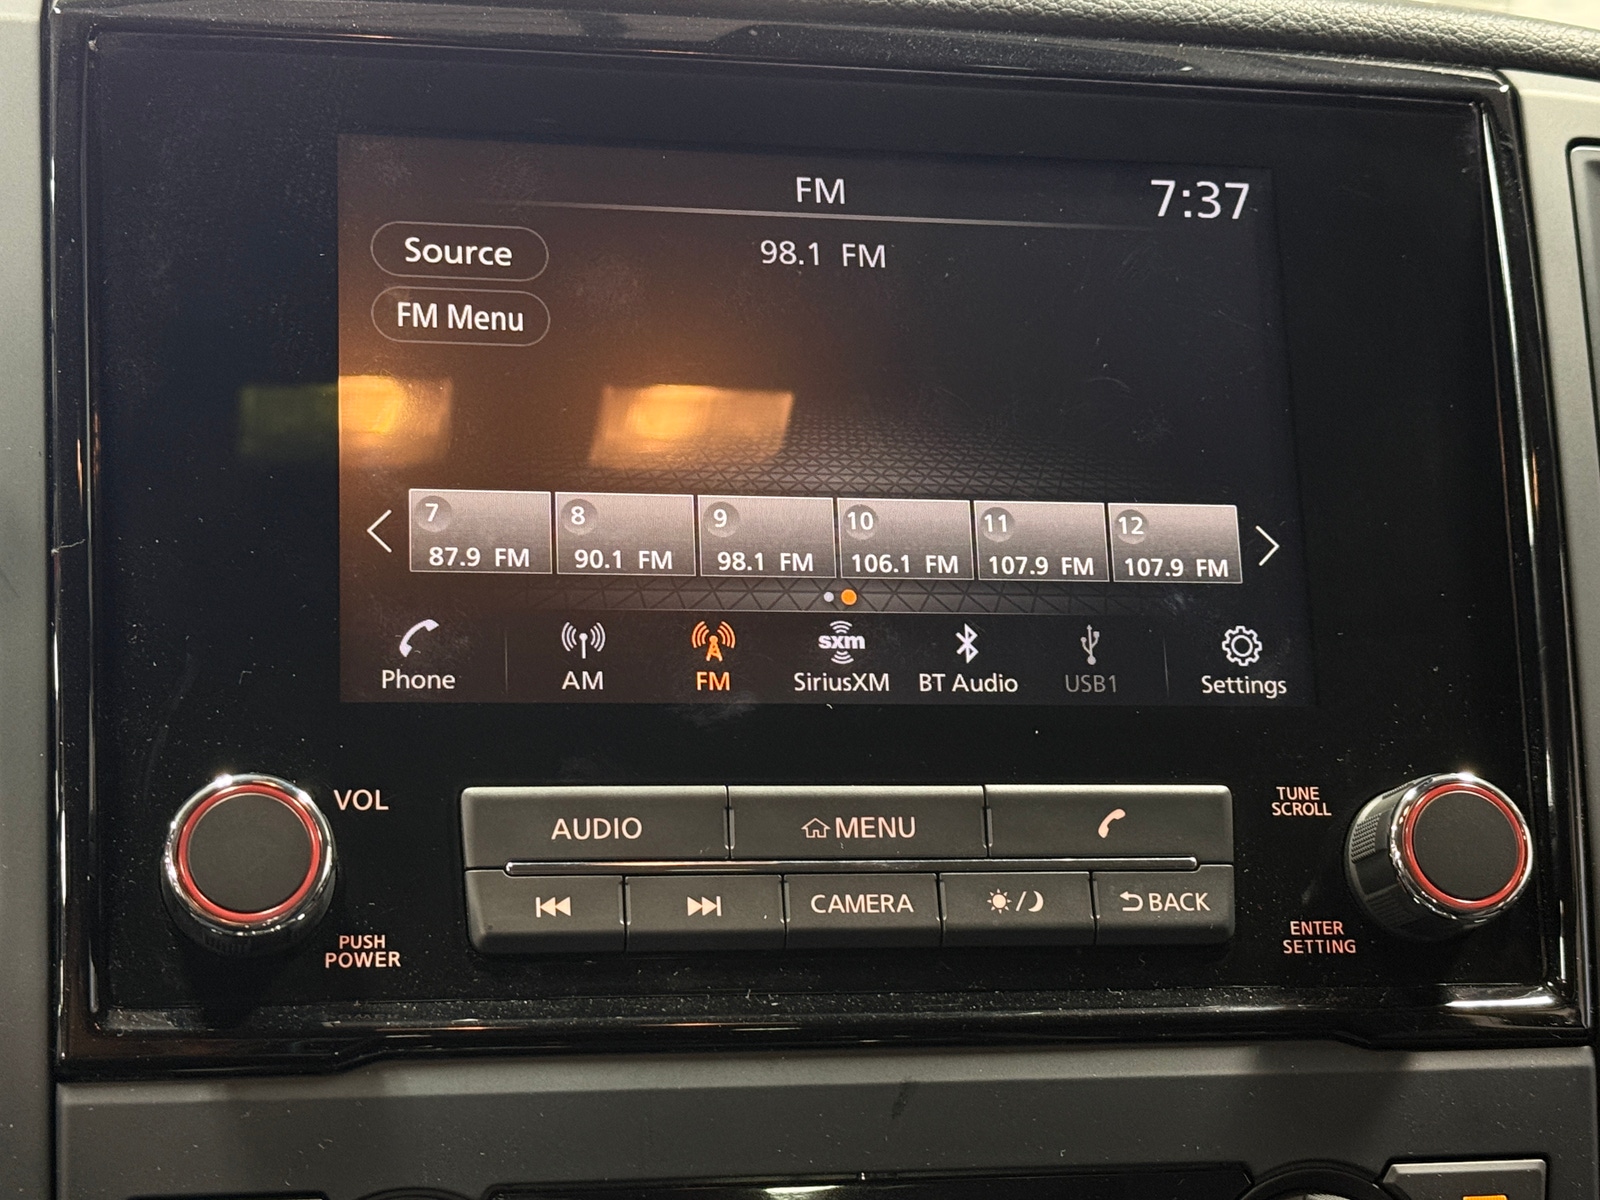 FM
7:37
Source
98.1 FM
FM Menu
7
8
9
10
11
12
87.9 FM
90.1 FM
98.1 FM
106.1 FM
107.9 FM
107.9 FM
sxm
Phone
AM
FM
SiriusXM
BT Audio
USB1
Settings
VOL
TUNE
SCROLL
AUDIO
MENU
CAMERA
BACK
PUSH
POWER
ENTER
SETTING